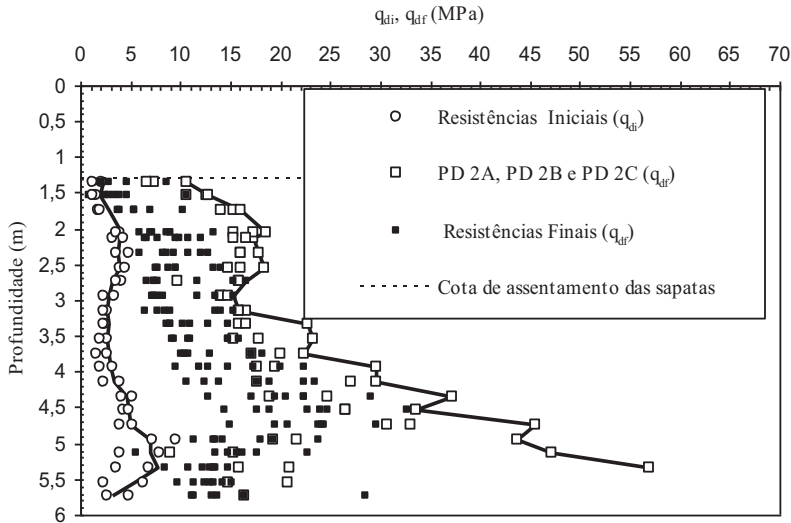 q_di, q_df (MPa)
0 5 10 15 20 25 30 35 40 45 50 55 60 65 70
Profundidade (m)
0
0,5
1
1,5
2
2,5
3
3,5
4
4,5
5
5,5
6
Resistências Iniciais (q_di)
PD 2A, PD 2B e PD 2C (q_df)
Resistências Finais (q_df)
Cota de assentamento das sapatas